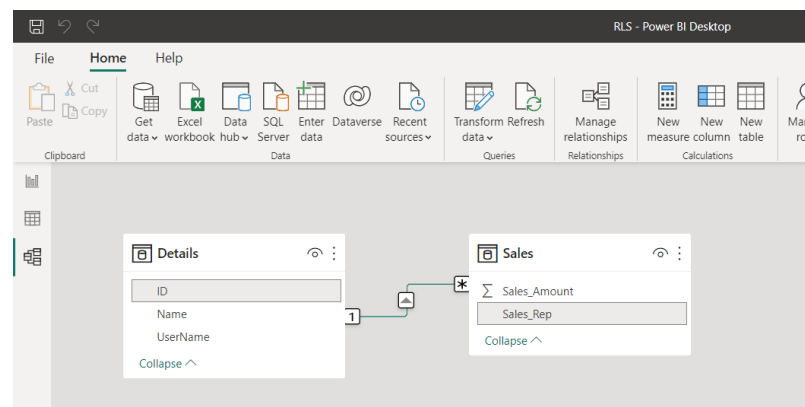 RLS - Power BI Desktop
File Home Help
Paste
Cut
Copy
Get data
Excel workbook
Data hub
SQL Server
Enter data
Dataverse
Recent sources
Transform data
Refresh
Manage relationships
New measure
New column
New table
Clipboard
Data
Queries
Relationships
Calculations
Details
ID
Name
UserName
Collapse
1
*
Sales
∑ Sales_Amount
Sales_Rep
Collapse